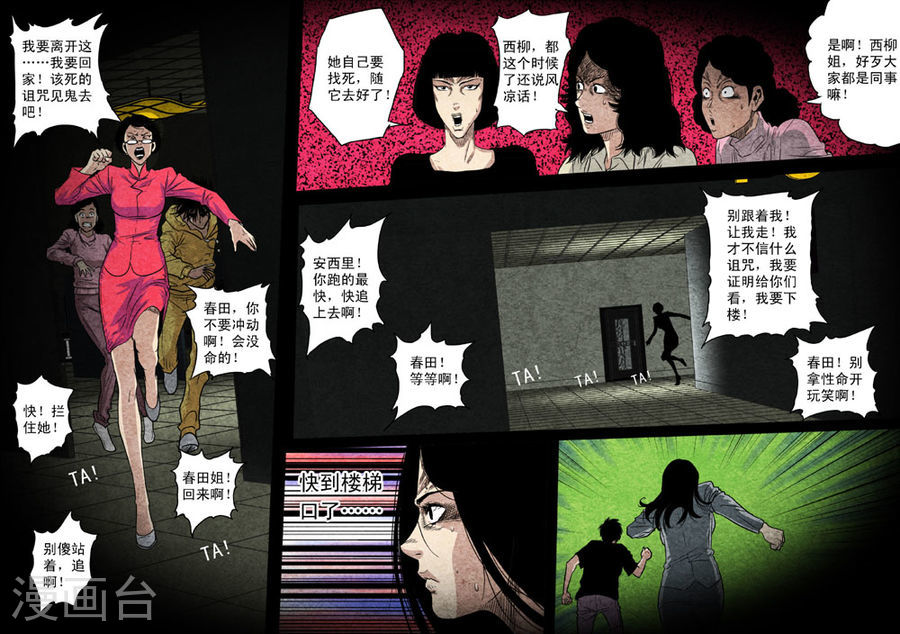 我要离开这
……我要回
家！该死的
诅咒见鬼去
吧！
春田，你
不要冲动
啊！会没
命的！
快！拦
住她！
TA！
春田姐！
回来啊！
TA！
别傻站
着，追
啊！
她自己要
找死，随
它去好了！
西柳，都
这个时候
了还说风
凉话！
是啊！西柳
姐，好歹大
家都是同事
嘛！
安西里！
你跑的最
快，快追
上去啊！
春田！
等等啊！
TA！
TA！
TA！
别跟着我！
让我走！我
才不信什么
诅咒，我要
证明给你们
看，我要下
楼！
春田！别
拿性命开
玩笑啊！
快到楼梯
口了……
漫画台